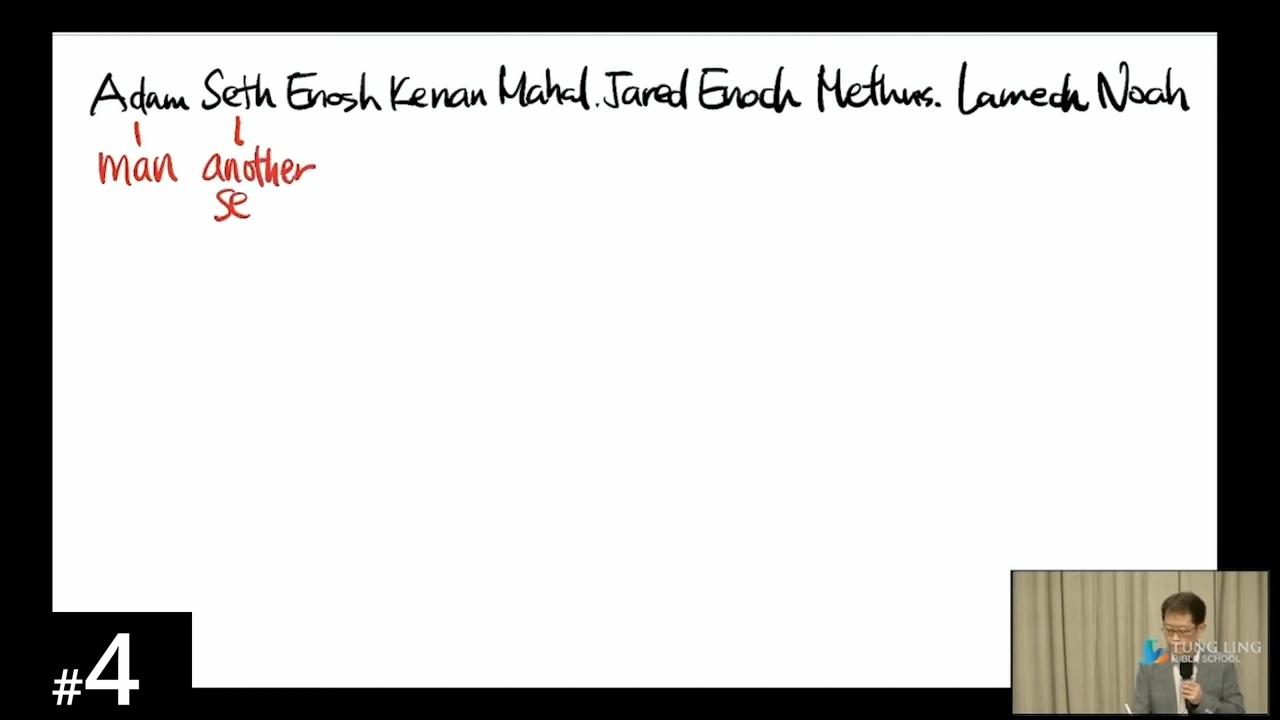 Adam Seth Enosh Kenan Mahal. Jared Enoch Methus. Lamech Noah
man another
se
#4
TUNG LING
BIBLE SCHOOL